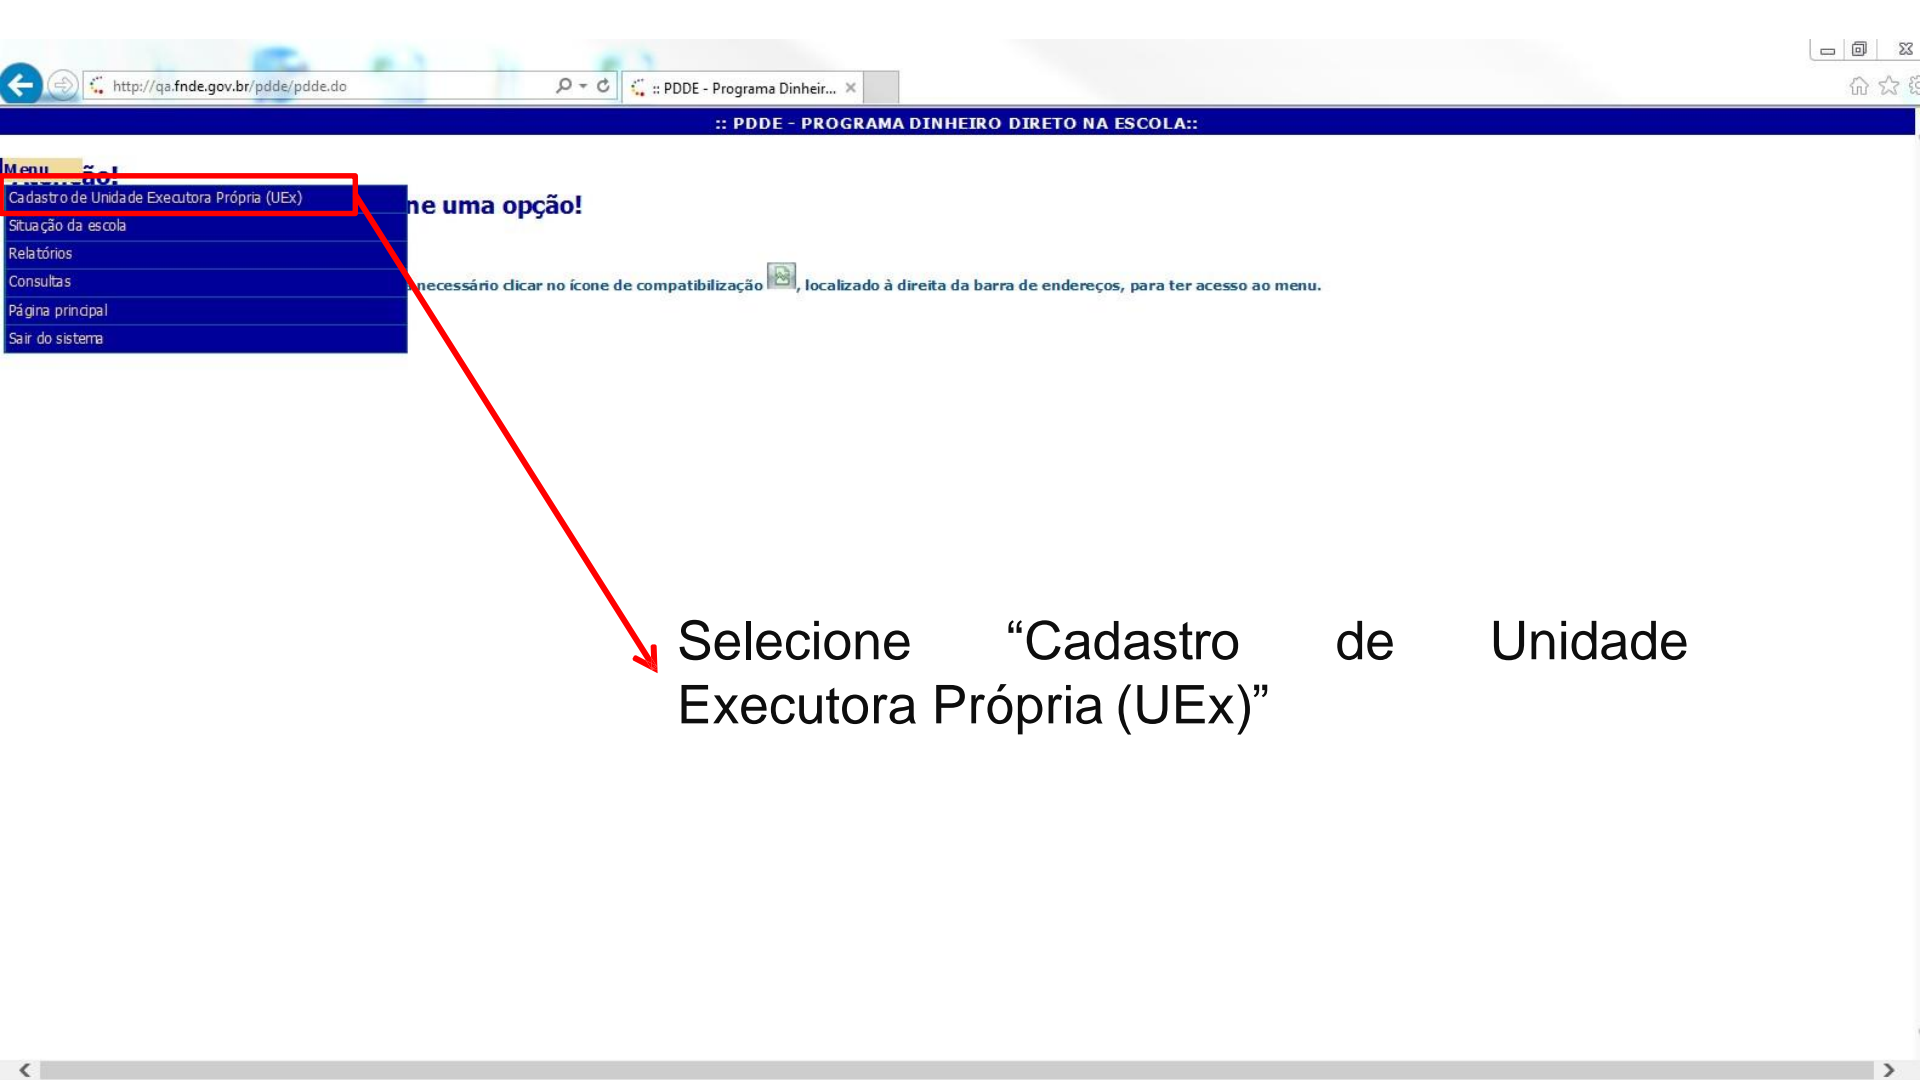 http://qa.fnde.gov.br/pdde/pdde.do
:: PDDE - Programa Dinheir...
:: PDDE - PROGRAMA DINHEIRO DIRETO NA ESCOLA::
Menu
Cadastro de Unidade Executora Própria (UEx)
ne uma opção!
Situação da escola
Relatórios
Consultas
necessário clicar no ícone de compatibilização , localizado à direita da barra de endereços, para ter acesso ao menu.
Página principal
Sair do sistema
Selecione “Cadastro de Unidade
Executora Própria (UEx)”